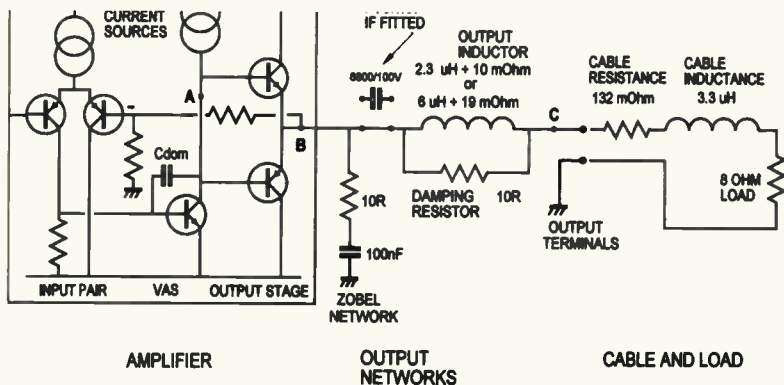 CURRENT
SOURCES
IF FITTED
6800/100V
OUTPUT
INDUCTOR
2.3 uH + 10 mOhm
or
6 uH + 19 mOhm
CABLE
RESISTANCE
132 mOhm
CABLE
INDUCTANCE
3.3 uH
A
-
B
C
Cdom
10R
DAMPING
RESISTOR
10R
8 OHM
LOAD
OUTPUT
TERMINALS
100nF
INPUT PAIR
VAS
OUTPUT STAGE
ZOBEL
NETWORK
AMPLIFIER
OUTPUT
NETWORKS
CABLE AND LOAD